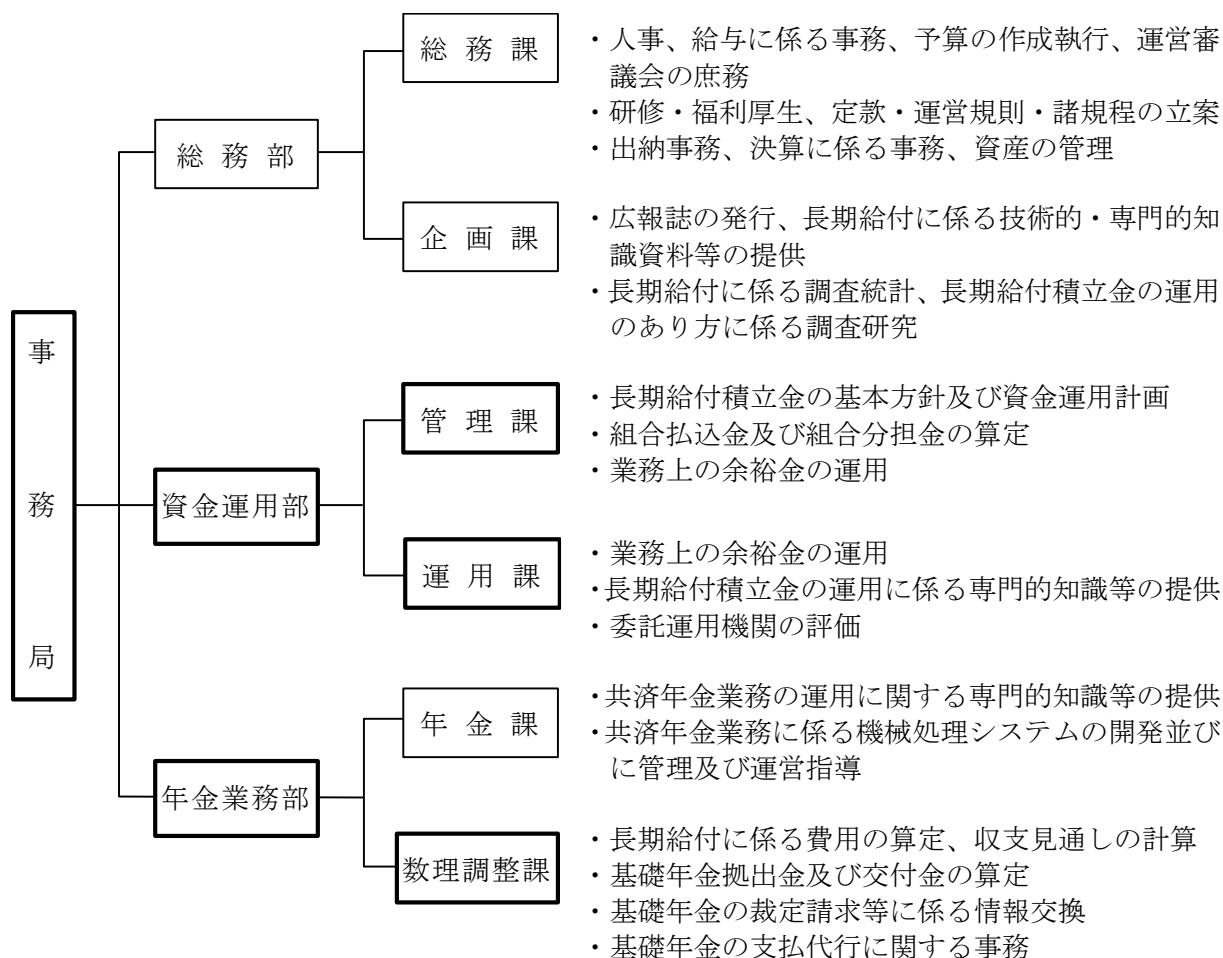 事務局
総務部
総務課
・人事、給与に係る事務、予算の作成執行、運営審
議会の庶務
・研修・福利厚生、定款・運営規則・諸規程の立案
・出納事務、決算に係る事務、資産の管理
企画課
・広報誌の発行、長期給付に係る技術的・専門的知
識資料等の提供
・長期給付に係る調査統計、長期給付積立金の運用
のあり方に係る調査研究
資金運用部
管理課
・長期給付積立金の基本方針及び資金運用計画
・組合払込金及び組合分担金の算定
・業務上の余裕金の運用
運用課
・業務上の余裕金の運用
・長期給付積立金の運用に係る専門的知識等の提供
・委託運用機関の評価
年金業務部
年金課
・共済年金業務の運用に関する専門的知識等の提供
・共済年金業務に係る機械処理システムの開発並び
に管理及び運営指導
数理調整課
・長期給付に係る費用の算定、収支見通しの計算
・基礎年金拠出金及び交付金の算定
・基礎年金の裁定請求等に係る情報交換
・基礎年金の支払代行に関する事務